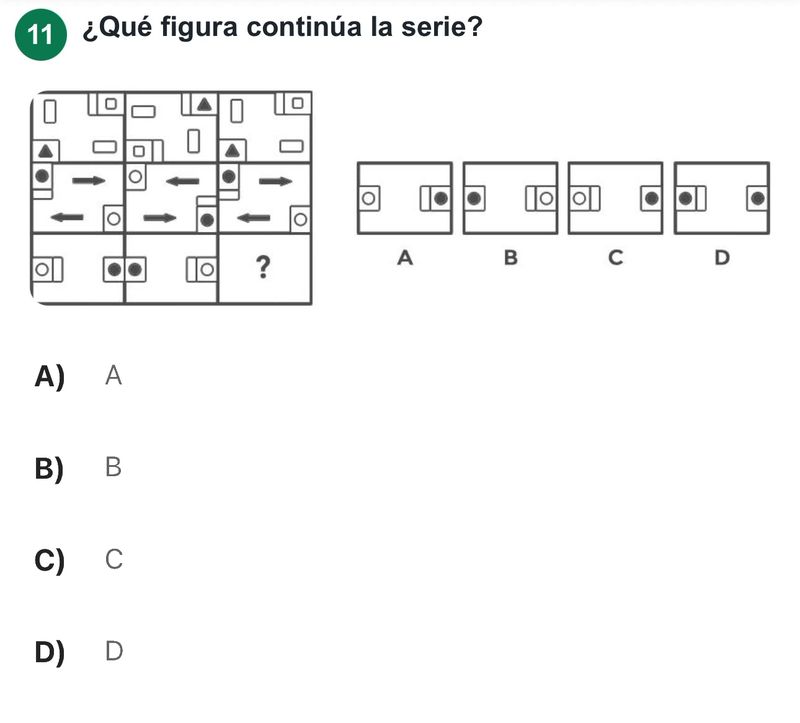 11 ¿Qué figura continúa la serie?
?
A B C D
A) A
B) B
C) C
D) D